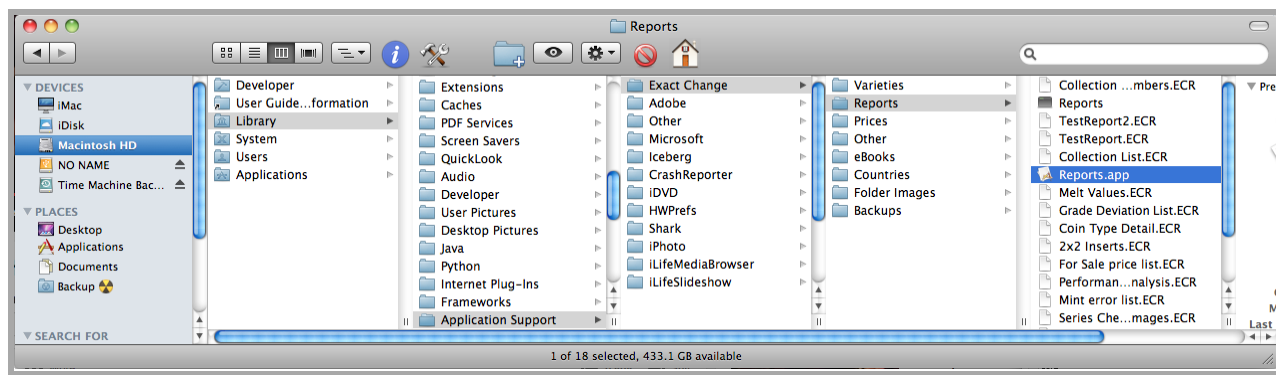 Reports
DEVICES
iMac
iDisk
Macintosh HD
NO NAME
Time Machine Bac...
PLACES
Desktop
Applications
Documents
Backup
SEARCH FOR
Developer
User Guide...formation
Library
System
Users
Applications
Extensions
Caches
PDF Services
Screen Savers
QuickLook
Audio
Developer
User Pictures
Desktop Pictures
Java
Python
Internet Plug-Ins
Frameworks
Application Support
Exact Change
Adobe
Other
Microsoft
Iceberg
CrashReporter
iDVD
HWPrefs
Shark
iPhoto
iLifeMediaBrowser
iLifeSlideshow
Varieties
Reports
Prices
Other
eBooks
Countries
Folder Images
Backups
Collection ...mbers.ECR
Reports
TestReport2.ECR
TestReport.ECR
Collection List.ECR
Reports.app
Melt Values.ECR
Grade Deviation List.ECR
Coin Type Detail.ECR
2x2 Inserts.ECR
For Sale price list.ECR
Performan...nalysis.ECR
Mint error list.ECR
Series Che...mages.ECR
Pre
M
Last
1 of 18 selected, 433.1 GB available